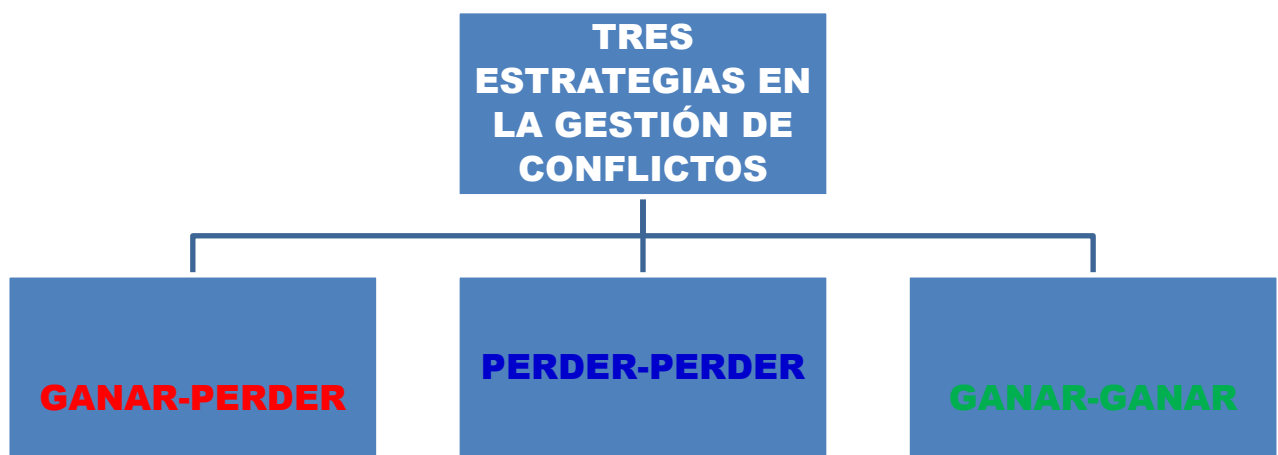 TRES
ESTRATEGIAS EN
LA GESTIÓN DE
CONFLICTOS
GANAR-PERDER
PERDER-PERDER
GANAR-GANAR